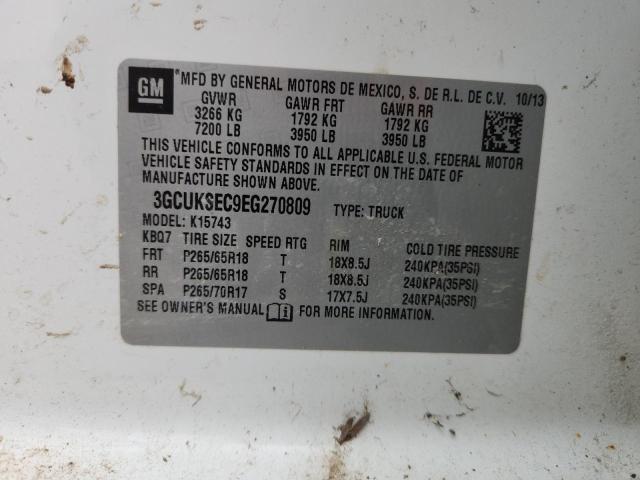 GM *MFD BY GENERAL MOTORS DE MEXICO, S. DE R.L. DE C.V. 10/13
GVWR GAWR FRT GAWR RR
3266 KG 1792 KG 1792 KG
7200 LB 3950 LB 3950 LB
THIS VEHICLE CONFORMS TO ALL APPLICABLE U.S. FEDERAL MOTOR
VEHICLE SAFETY STANDARDS IN EFFECT ON THE DATE OF
MANUFACTURE SHOWN ABOVE.
3GCUKSEC9EG270809 TYPE: TRUCK
MODEL: K15743
KBQ7 TIRE SIZE SPEED RTG RIM COLD TIRE PRESSURE
FRT P265/65R18 T 18X8.5J 240KPA(35PSI)
RR P265/65R18 T 18X8.5J 240KPA(35PSI)
SPA P265/70R17 S 17X7.5J 240KPA(35PSI)
SEE OWNER'S MANUAL i FOR MORE INFORMATION.